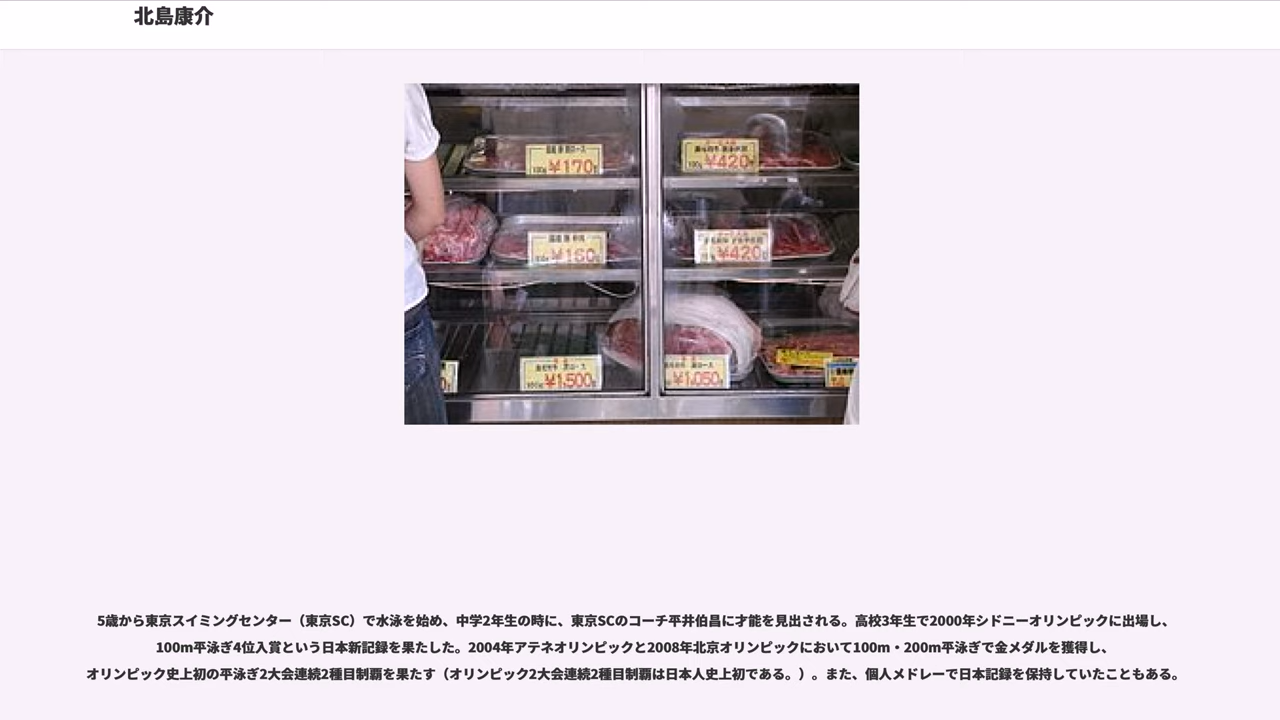 北島康介
100g ¥170
¥420
¥160
¥420
¥1,500
¥1,050
5歳から東京スイミングセンター（東京SC）で水泳を始め、中学2年生の時に、東京SCのコーチ平井伯昌に才能を見出される。高校3年生で2000年シドニーオリンピックに出場し、
100m平泳ぎ4位入賞という日本新記録を果たした。2004年アテネオリンピックと2008年北京オリンピックにおいて100m・200m平泳ぎで金メダルを獲得し、
オリンピック史上初の平泳ぎ2大会連続2種目制覇を果たす（オリンピック2大会連続2種目制覇は日本人史上初である。）。また、個人メドレーで日本記録を保持していたこともある。